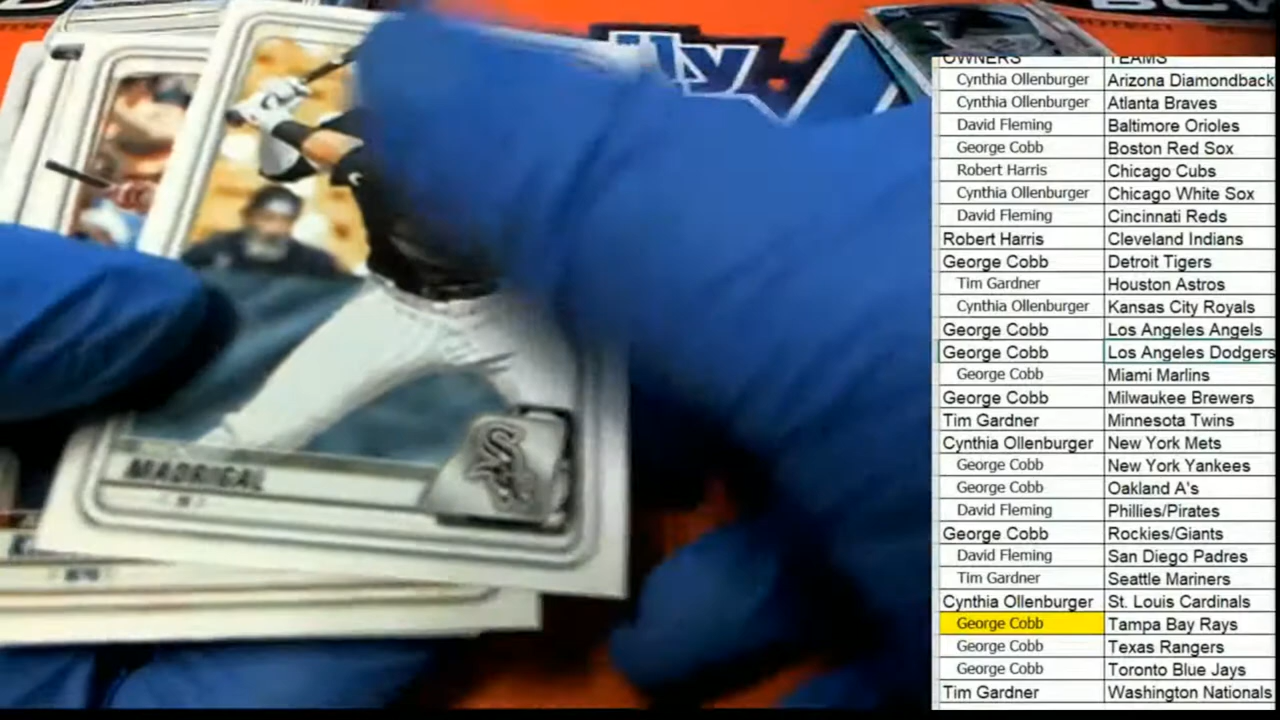 lly
BCW
MADRIGAL
Sox
OWNERS TEAMS
Cynthia Ollenburger Arizona Diamondback
Cynthia Ollenburger Atlanta Braves
David Fleming Baltimore Orioles
George Cobb Boston Red Sox
Robert Harris Chicago Cubs
Cynthia Ollenburger Chicago White Sox
David Fleming Cincinnati Reds
Robert Harris Cleveland Indians
George Cobb Detroit Tigers
Tim Gardner Houston Astros
Cynthia Ollenburger Kansas City Royals
George Cobb Los Angeles Angels
George Cobb Los Angeles Dodgers
George Cobb Miami Marlins
George Cobb Milwaukee Brewers
Tim Gardner Minnesota Twins
Cynthia Ollenburger New York Mets
George Cobb New York Yankees
George Cobb Oakland A's
David Fleming Phillies/Pirates
George Cobb Rockies/Giants
David Fleming San Diego Padres
Tim Gardner Seattle Mariners
Cynthia Ollenburger St. Louis Cardinals
George Cobb Tampa Bay Rays
George Cobb Texas Rangers
George Cobb Toronto Blue Jays
Tim Gardner Washington Nationals